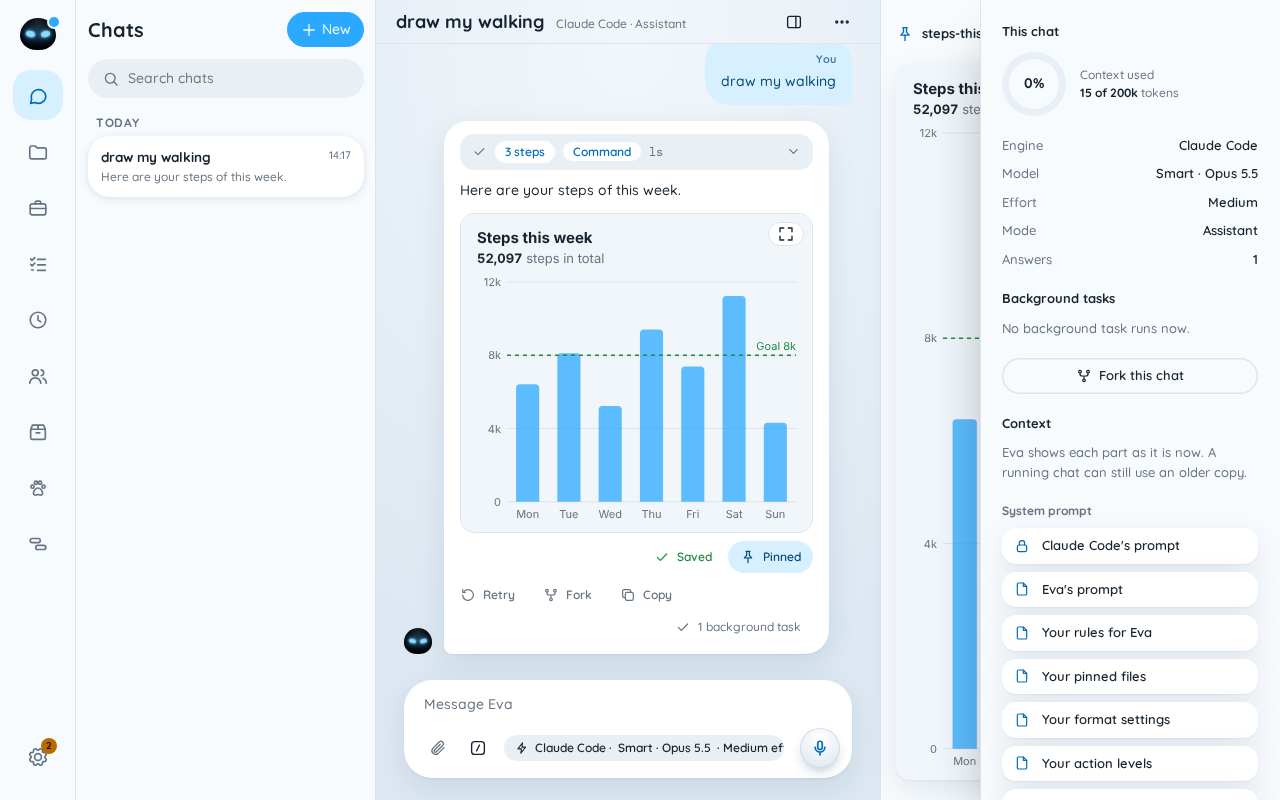 Chats
New
Search chats
TODAY
draw my walking
14:17
Here are your steps of this week.
2
draw my walking
Claude Code · Assistant
You
draw my walking
3 steps
Command
1s
Here are your steps of this week.
Steps this week
52,097 steps in total
12k
8k
4k
0
Goal 8k
Mon Tue Wed Thu Fri Sat Sun
Saved
Pinned
Retry
Fork
Copy
1 background task
Message Eva
Claude Code · Smart · Opus 5.5 · Medium ef
steps-this
Steps this
52,097 ste
12k
8k
4k
0
Mon
This chat
0%
Context used
15 of 200k tokens
Engine Claude Code
Model Smart · Opus 5.5
Effort Medium
Mode Assistant
Answers 1
Background tasks
No background task runs now.
Fork this chat
Context
Eva shows each part as it is now. A
running chat can still use an older copy.
System prompt
Claude Code's prompt
Eva's prompt
Your rules for Eva
Your pinned files
Your format settings
Your action levels